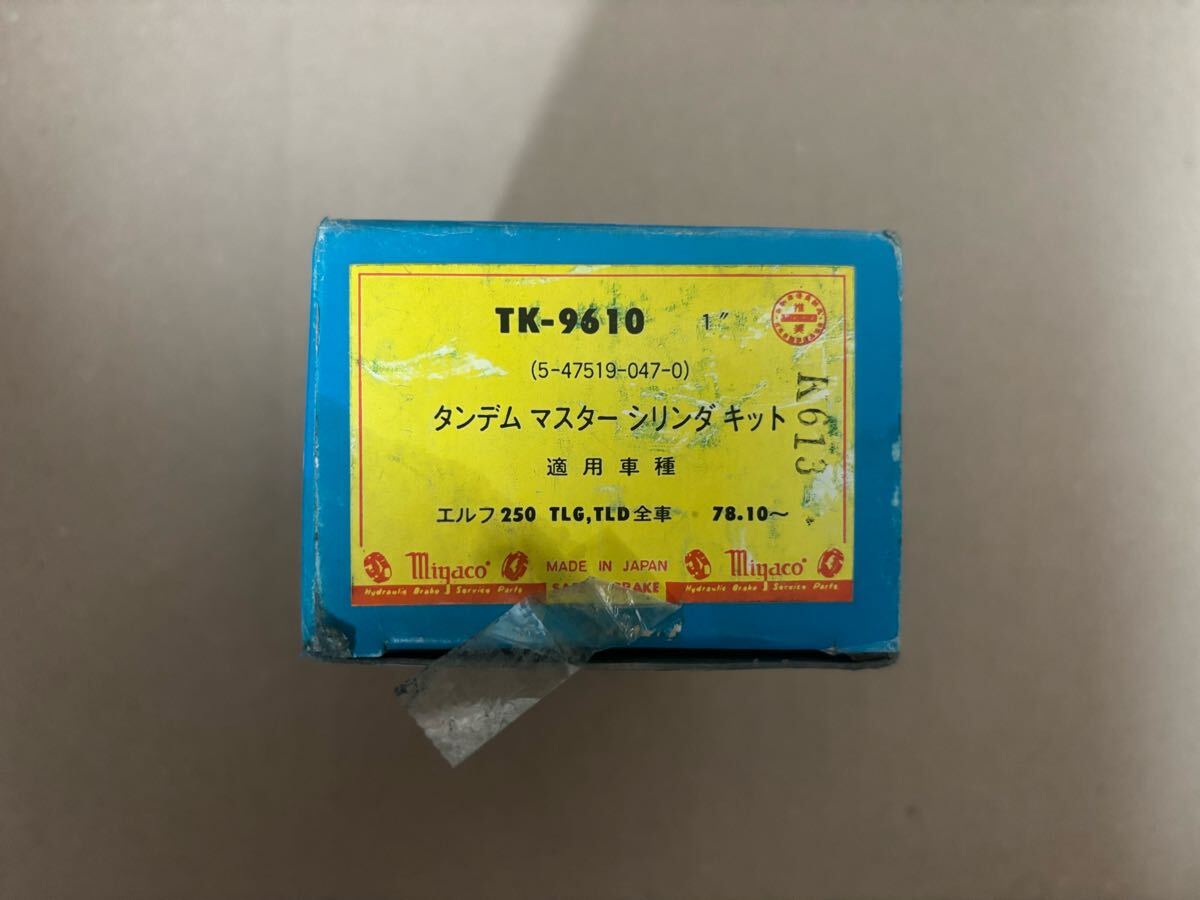 TK-9610 1"
(5-47519-047-0)
タンデム マスター シリンダ キット
K613
適用車種
エルフ250 TLG,TLD全車 78.10〜
Miyaco MADE IN JAPAN Miyaco
Hydraulic Brake Service Parts BRAKE Hydraulic Brake Service Parts